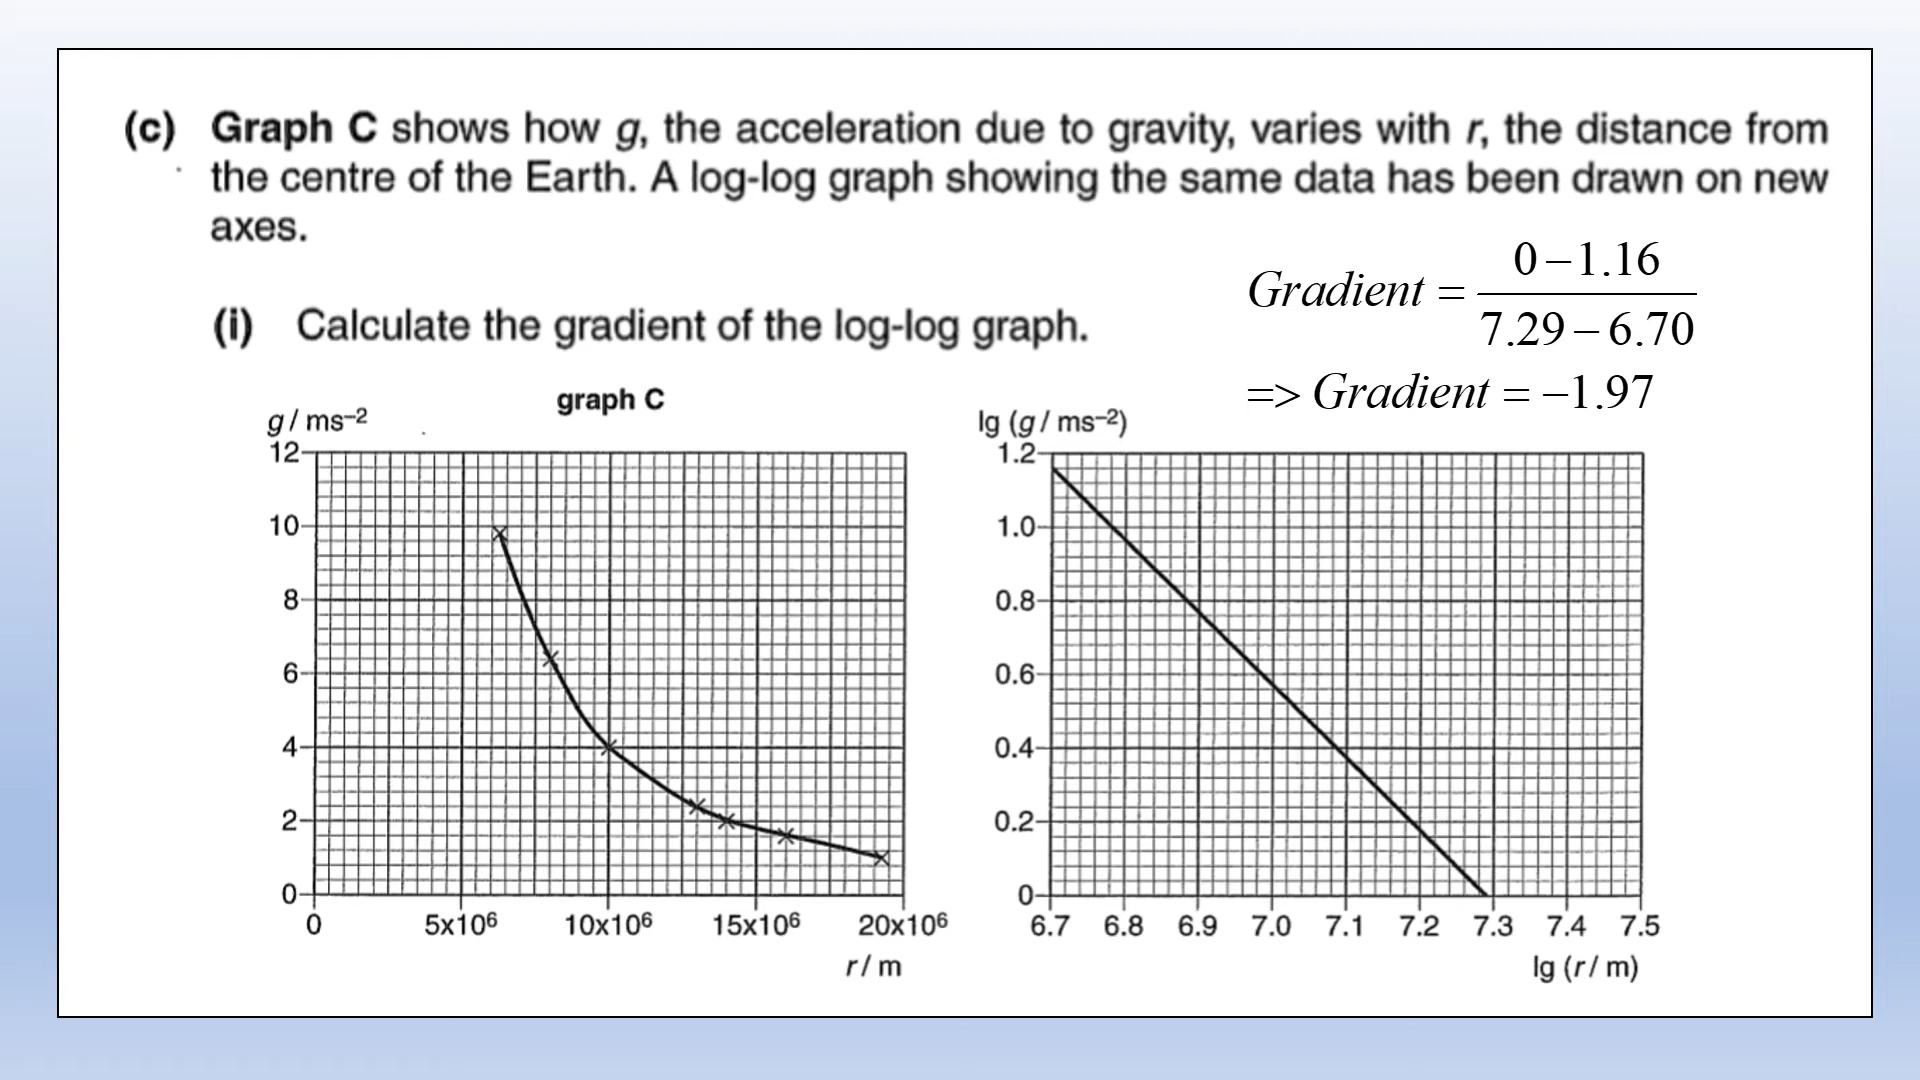 (c) Graph C shows how g, the acceleration due to gravity, varies with r, the distance from
the centre of the Earth. A log-log graph showing the same data has been drawn on new
axes.
Gradient = 0 – 1.16 / 7.29 – 6.70
(i) Calculate the gradient of the log-log graph.
=> Gradient = –1.97
graph C
g / ms–2
12
10
8
6
4
2
0
0 5x10⁶ 10x10⁶ 15x10⁶ 20x10⁶
r / m
lg (g / ms–2)
1.2
1.0
0.8
0.6
0.4
0.2
0
6.7 6.8 6.9 7.0 7.1 7.2 7.3 7.4 7.5
lg (r / m)